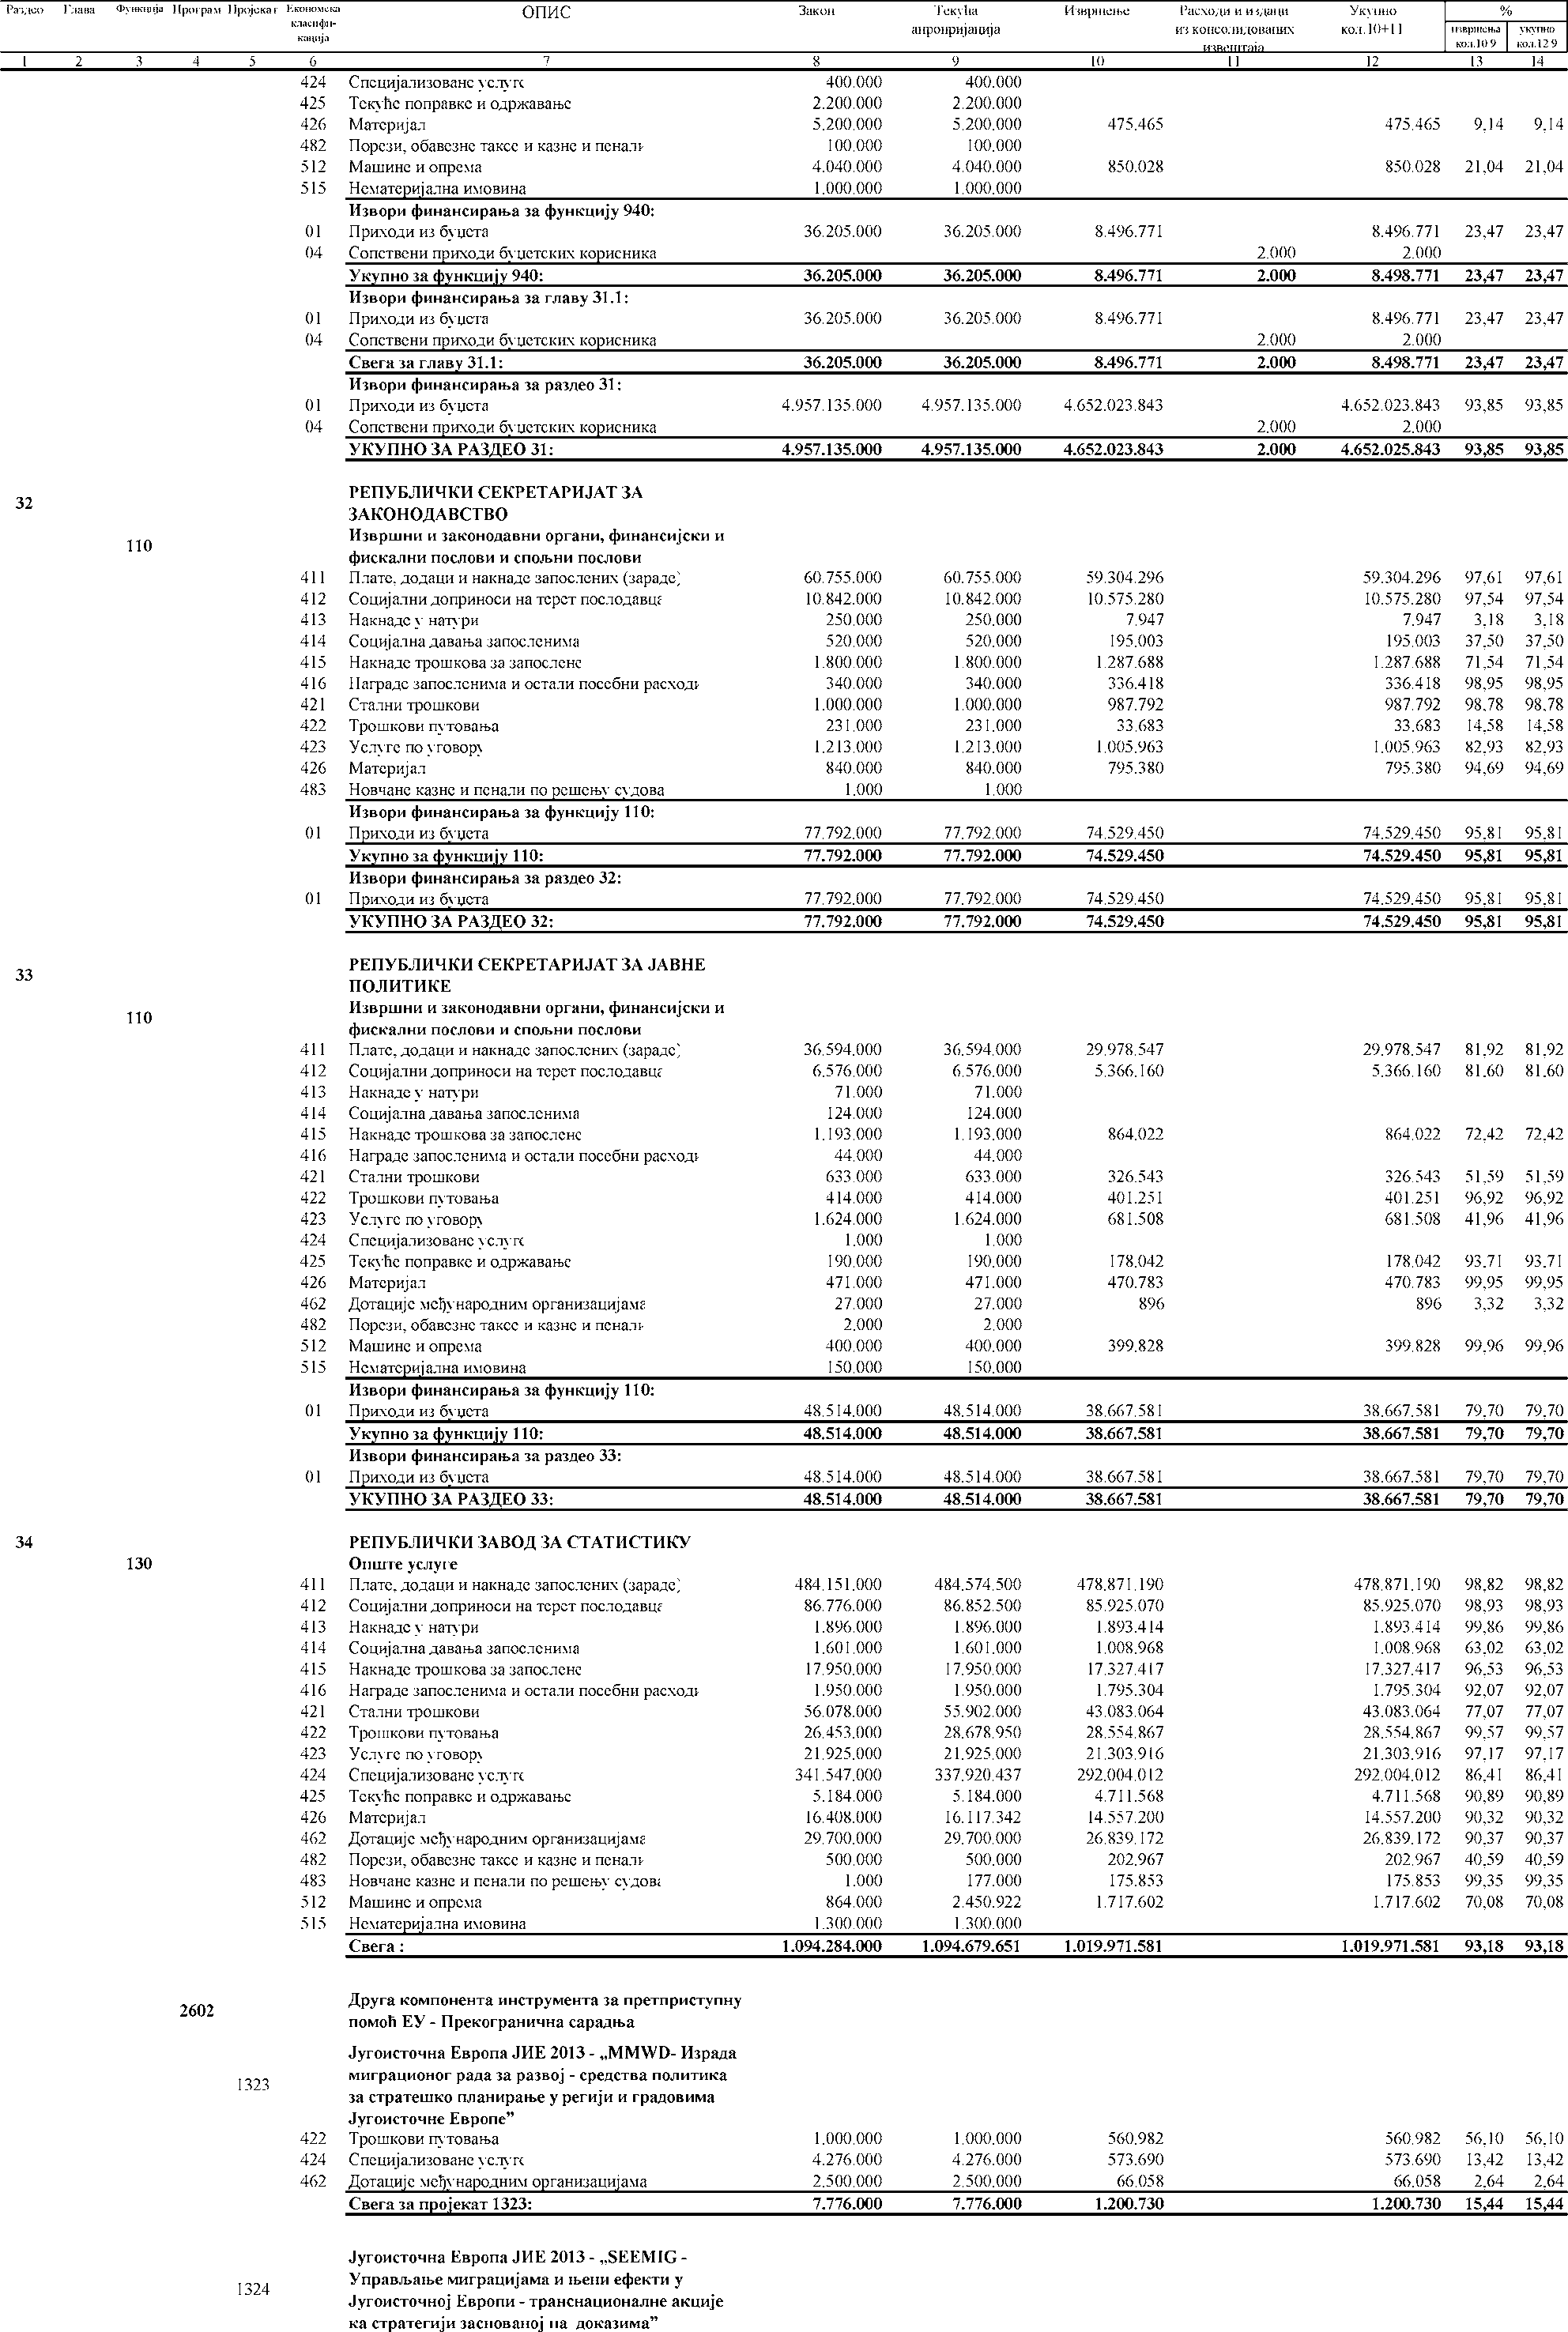 Раздео Глава Функција Програм Пројекат Економска класифи-кација ОПИС Закон Текућа апропријација Извршење Расходи и издаци из консолидованих извештаја Укупно кол.10+11 % извршења кол.10 9 укупно кол.12 9
1 2 3 4 5 6 7 8 9 10 11 12 13 14
424 Специјализоване услуге 400.000 400.000
425 Текуће поправке и одржавање 2.200.000 2.200.000
426 Материјал 5.200.000 5.200.000 475.465 475.465 9,14 9,14
482 Порези, обавезне таксе и казне и пенали 100.000 100.000
512 Машине и опрема 4.040.000 4.040.000 850.028 850.028 21,04 21,04
515 Нематеријална имовина 1.000.000 1.000.000
Извори финансирања за функцију 940:
01 Приходи из буџета 36.205.000 36.205.000 8.496.771 8.496.771 23,47 23,47
04 Сопствени приходи буџетских корисника 2.000 2.000
Укупно за функцију 940: 36.205.000 36.205.000 8.496.771 2.000 8.498.771 23,47 23,47
Извори финансирања за главу 31.1:
01 Приходи из буџета 36.205.000 36.205.000 8.496.771 8.496.771 23,47 23,47
04 Сопствени приходи буџетских корисника 2.000 2.000
Свега за главу 31.1: 36.205.000 36.205.000 8.496.771 2.000 8.498.771 23,47 23,47
Извори финансирања за раздео 31:
01 Приходи из буџета 4.957.135.000 4.957.135.000 4.652.023.843 4.652.023.843 93,85 93,85
04 Сопствени приходи буџетских корисника 2.000 2.000
УКУПНО ЗА РАЗДЕО 31: 4.957.135.000 4.957.135.000 4.652.023.843 2.000 4.652.025.843 93,85 93,85
32 РЕПУБЛИЧКИ СЕКРЕТАРИЈАТ ЗА
ЗАКОНОДАВСТВО
110 Извршни и законодавни органи, финансијски и
фискални послови и спољни послови
411 Плате, додаци и накнаде запослених (зараде) 60.755.000 60.755.000 59.304.296 59.304.296 97,61 97,61
412 Социјални доприноси на терет послодавца 10.842.000 10.842.000 10.575.280 10.575.280 97,54 97,54
413 Накнаде у натури 250.000 250.000 7.947 7.947 3,18 3,18
414 Социјална давања запосленима 520.000 520.000 195.003 195.003 37,50 37,50
415 Накнаде трошкова за запослене 1.800.000 1.800.000 1.287.688 1.287.688 71,54 71,54
416 Награде запосленима и остали посебни расходи 340.000 340.000 336.418 336.418 98,95 98,95
421 Стални трошкови 1.000.000 1.000.000 987.792 987.792 98,78 98,78
422 Трошкови путовања 231.000 231.000 33.683 33.683 14,58 14,58
423 Услуге по уговору 1.213.000 1.213.000 1.005.963 1.005.963 82,93 82,93
426 Материјал 840.000 840.000 795.380 795.380 94,69 94,69
483 Новчане казне и пенали по решењу судова 1.000 1.000
Извори финансирања за функцију 110:
01 Приходи из буџета 77.792.000 77.792.000 74.529.450 74.529.450 95,81 95,81
Укупно за функцију 110: 77.792.000 77.792.000 74.529.450 74.529.450 95,81 95,81
Извори финансирања за раздео 32:
01 Приходи из буџета 77.792.000 77.792.000 74.529.450 74.529.450 95,81 95,81
УКУПНО ЗА РАЗДЕО 32: 77.792.000 77.792.000 74.529.450 74.529.450 95,81 95,81
33 РЕПУБЛИЧКИ СЕКРЕТАРИЈАТ ЗА ЈАВНЕ
ПОЛИТИКЕ
110 Извршни и законодавни органи, финансијски и
фискални послови и спољни послови
411 Плате, додаци и накнаде запослених (зараде) 36.594.000 36.594.000 29.978.547 29.978.547 81,92 81,92
412 Социјални доприноси на терет послодавца 6.576.000 6.576.000 5.366.160 5.366.160 81,60 81,60
413 Накнаде у натури 71.000 71.000
414 Социјална давања запосленима 124.000 124.000
415 Накнаде трошкова за запослене 1.193.000 1.193.000 864.022 864.022 72,42 72,42
416 Награде запосленима и остали посебни расходи 44.000 44.000
421 Стални трошкови 633.000 633.000 326.543 326.543 51,59 51,59
422 Трошкови путовања 414.000 414.000 401.251 401.251 96,92 96,92
423 Услуге по уговору 1.624.000 1.624.000 681.508 681.508 41,96 41,96
424 Специјализоване услуге 1.000 1.000
425 Текуће поправке и одржавање 190.000 190.000 178.042 178.042 93,71 93,71
426 Материјал 471.000 471.000 470.783 470.783 99,95 99,95
462 Дотације међународним организацијама 27.000 27.000 896 896 3,32 3,32
482 Порези, обавезне таксе и казне и пенали 2.000 2.000
512 Машине и опрема 400.000 400.000 399.828 399.828 99,96 99,96
515 Нематеријална имовина 150.000 150.000
Извори финансирања за функцију 110:
01 Приходи из буџета 48.514.000 48.514.000 38.667.581 38.667.581 79,70 79,70
Укупно за функцију 110: 48.514.000 48.514.000 38.667.581 38.667.581 79,70 79,70
Извори финансирања за раздео 33:
01 Приходи из буџета 48.514.000 48.514.000 38.667.581 38.667.581 79,70 79,70
УКУПНО ЗА РАЗДЕО 33: 48.514.000 48.514.000 38.667.581 38.667.581 79,70 79,70
34 РЕПУБЛИЧКИ ЗАВОД ЗА СТАТИСТИКУ
130 Опште услуге
411 Плате, додаци и накнаде запослених (зараде) 484.151.000 484.574.500 478.871.190 478.871.190 98,82 98,82
412 Социјални доприноси на терет послодавца 86.776.000 86.852.500 85.925.070 85.925.070 98,93 98,93
413 Накнаде у натури 1.896.000 1.896.000 1.893.414 1.893.414 99,86 99,86
414 Социјална давања запосленима 1.601.000 1.601.000 1.008.968 1.008.968 63,02 63,02
415 Накнаде трошкова за запослене 17.950.000 17.950.000 17.327.417 17.327.417 96,53 96,53
416 Награде запосленима и остали посебни расходи 1.950.000 1.950.000 1.795.304 1.795.304 92,07 92,07
421 Стални трошкови 56.078.000 55.902.000 43.083.064 43.083.064 77,07 77,07
422 Трошкови путовања 26.453.000 28.678.950 28.554.867 28.554.867 99,57 99,57
423 Услуге по уговору 21.925.000 21.925.000 21.303.916 21.303.916 97,17 97,17
424 Специјализоване услуге 341.547.000 337.920.437 292.004.012 292.004.012 86,41 86,41
425 Текуће поправке и одржавање 5.184.000 5.184.000 4.711.568 4.711.568 90,89 90,89
426 Материјал 16.408.000 16.117.342 14.557.200 14.557.200 90,32 90,32
462 Дотације међународним организацијама 29.700.000 29.700.000 26.839.172 26.839.172 90,37 90,37
482 Порези, обавезне таксе и казне и пенали 500.000 500.000 202.967 202.967 40,59 40,59
483 Новчане казне и пенали по решењу судова 1.000 177.000 175.853 175.853 99,35 99,35
512 Машине и опрема 864.000 2.450.922 1.717.602 1.717.602 70,08 70,08
515 Нематеријална имовина 1.300.000 1.300.000
Свега : 1.094.284.000 1.094.679.651 1.019.971.581 1.019.971.581 93,18 93,18
2602 Друга компонента инструмента за претприступну
помоћ ЕУ - Прекогранична сарадња
Југоисточна Европа ЈИЕ 2013 - „MMWD- Израда
1323 миграционог рада за развој - средства политика
за стратешко планирање у регији и градовима
Југоисточне Европе”
422 Трошкови путовања 1.000.000 1.000.000 560.982 560.982 56,10 56,10
424 Специјализоване услуге 4.276.000 4.276.000 573.690 573.690 13,42 13,42
462 Дотације међународним организацијама 2.500.000 2.500.000 66.058 66.058 2,64 2,64
Свега за пројекат 1323: 7.776.000 7.776.000 1.200.730 1.200.730 15,44 15,44
Југоисточна Европа ЈИЕ 2013 - „SEEMIG -
1324 Управљање миграцијама и њени ефекти у
Југоисточној Европи - транснационалне акције
ка стратегији заснованој на доказима”